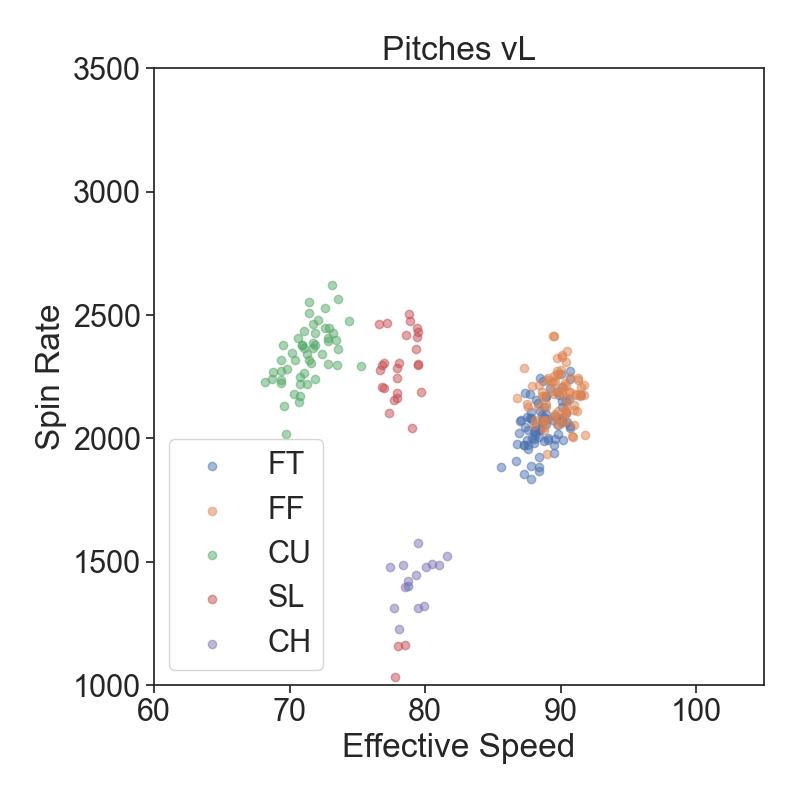 Pitches vL
3500
3000
2500
2000
1500
1000
Spin Rate
FT
FF
CU
SL
CH
60 70 80 90 100
Effective Speed